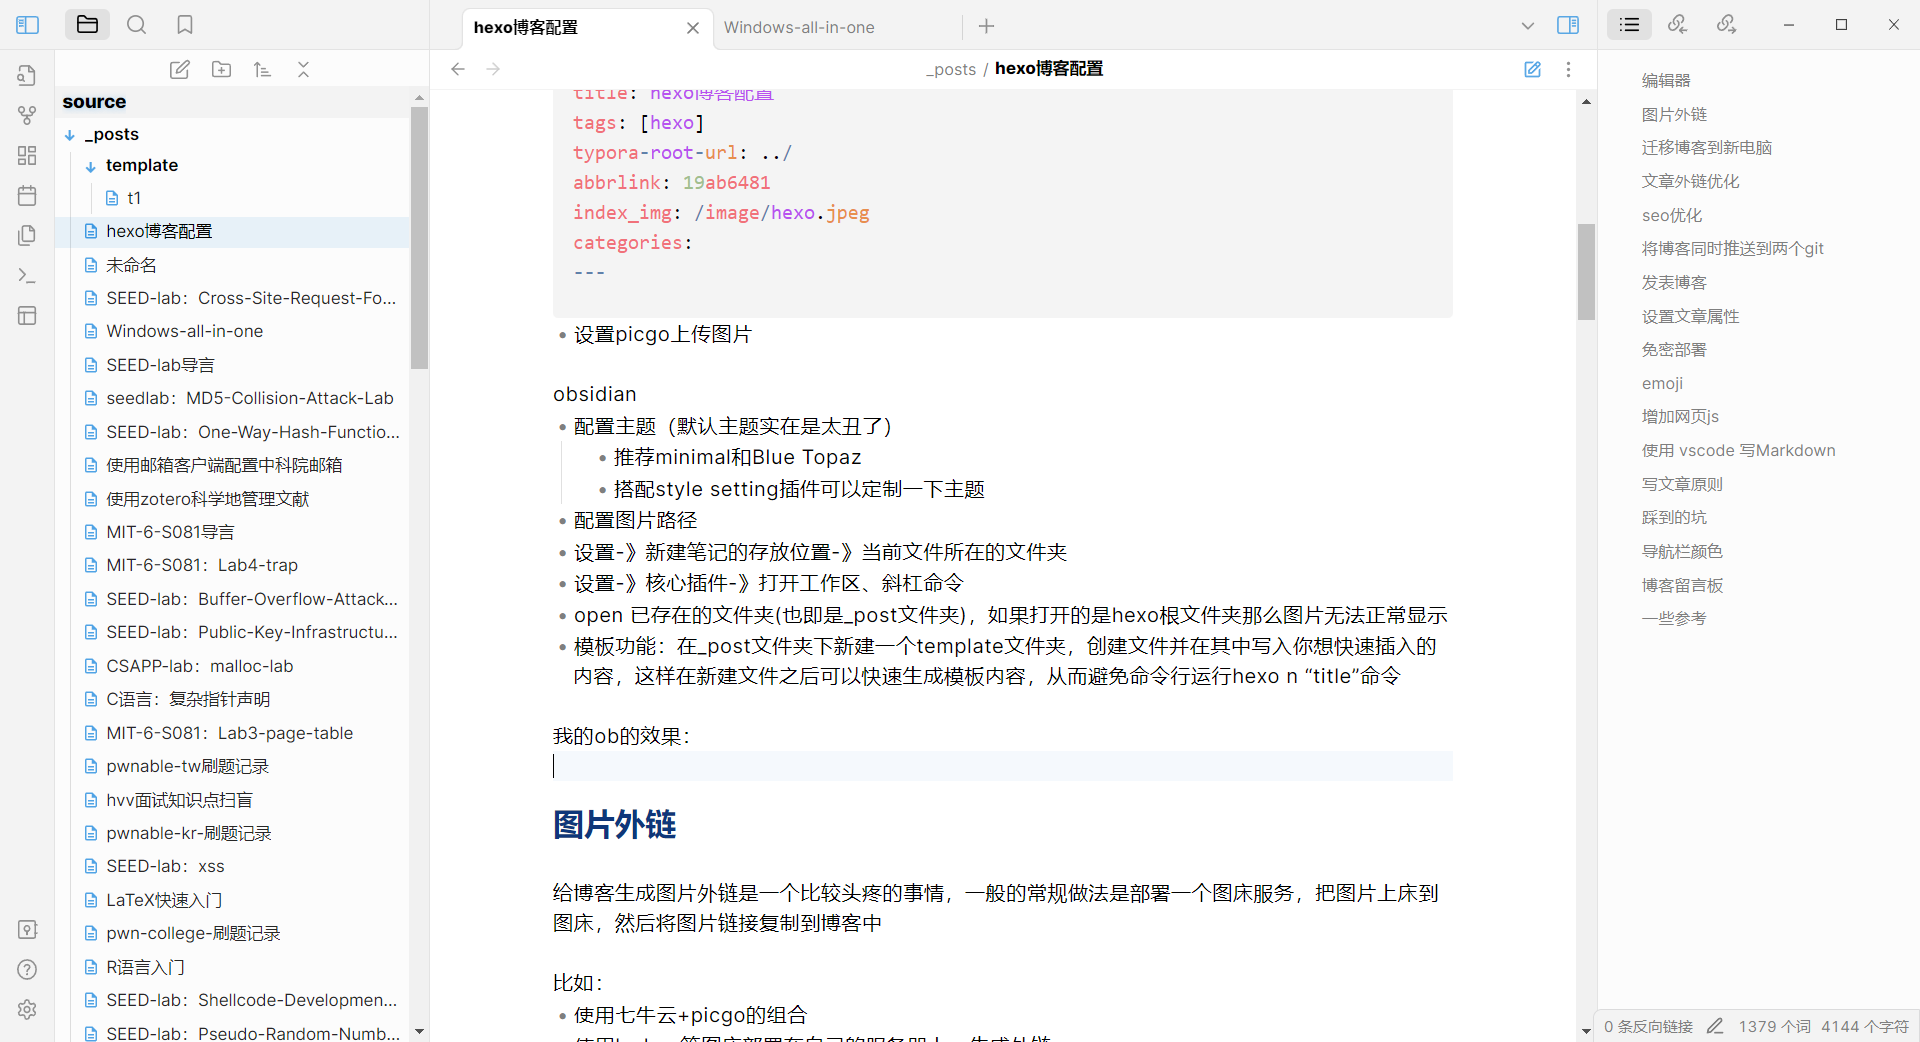 hexo博客配置
Windows-all-in-one
_posts / hexo博客配置
source
_posts
template
t1
hexo博客配置
未命名
SEED-lab：Cross-Site-Request-Fo...
Windows-all-in-one
SEED-lab导言
seedlab：MD5-Collision-Attack-Lab
SEED-lab：One-Way-Hash-Functio...
使用邮箱客户端配置中科院邮箱
使用zotero科学地管理文献
MIT-6-S081导言
MIT-6-S081：Lab4-trap
SEED-lab：Buffer-Overflow-Attack...
SEED-lab：Public-Key-Infrastructu...
CSAPP-lab：malloc-lab
C语言：复杂指针声明
MIT-6-S081：Lab3-page-table
pwnable-tw刷题记录
hvv面试知识点扫盲
pwnable-kr-刷题记录
SEED-lab：xss
LaTeX快速入门
pwn-college-刷题记录
R语言入门
SEED-lab：Shellcode-Developmen...
SEED-lab：Pseudo-Random-Numb...
title: hexo博客配置
tags: [hexo]
typora-root-url: ../
abbrlink: 19ab6481
index_img: /image/hexo.jpeg
categories:
---
设置picgo上传图片
obsidian
配置主题（默认主题实在是太丑了）
推荐minimal和Blue Topaz
搭配style setting插件可以定制一下主题
配置图片路径
设置-》新建笔记的存放位置-》当前文件所在的文件夹
设置-》核心插件-》打开工作区、斜杠命令
open 已存在的文件夹(也即是_post文件夹)，如果打开的是hexo根文件夹那么图片无法正常显示
模板功能：在_post文件夹下新建一个template文件夹，创建文件并在其中写入你想快速插入的
内容，这样在新建文件之后可以快速生成模板内容，从而避免命令行运行hexo n “title”命令
我的ob的效果：
图片外链
给博客生成图片外链是一个比较头疼的事情，一般的常规做法是部署一个图床服务，把图片上床到
图床，然后将图片链接复制到博客中
比如：
使用七牛云+picgo的组合
编辑器
图片外链
迁移博客到新电脑
文章外链优化
seo优化
将博客同时推送到两个git
发表博客
设置文章属性
免密部署
emoji
增加网页js
使用 vscode 写Markdown
写文章原则
踩到的坑
导航栏颜色
博客留言板
一些参考
0 条反向链接 1379 个词 4144 个字符